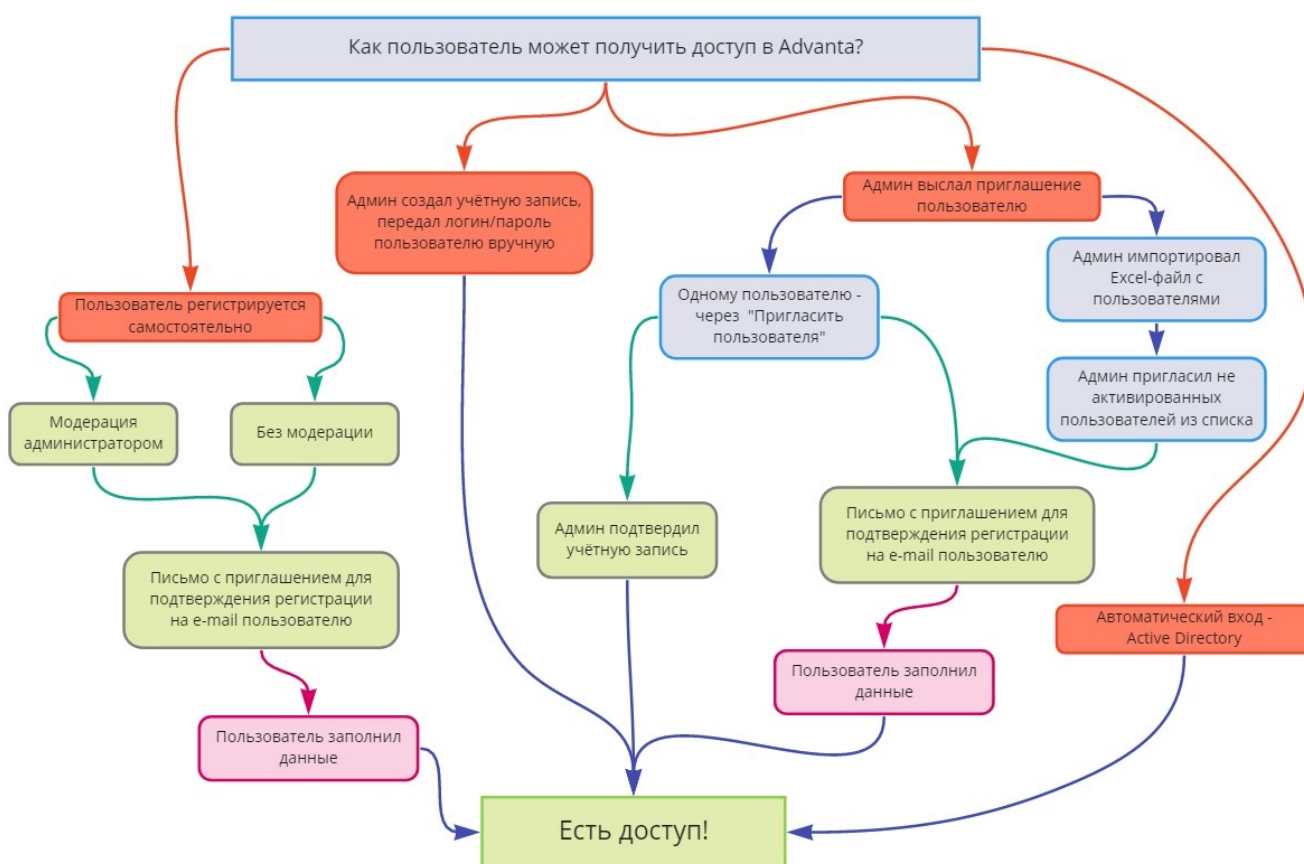 Как пользователь может получить доступ в Advanta?
Админ создал учётную запись,
передал логин/пароль
пользователю вручную
Админ выслал приглашение
пользователю
Админ импортировал
Excel-файл с
пользователями
Одному пользователю -
через "Пригласить
пользователя"
Пользователь регистрируется
самостоятельно
Админ пригласил не
активированных
пользователей из списка
Модерация
администратором
Без модерации
Админ подтвердил
учётную запись
Письмо с приглашением для
подтверждения регистрации
на e-mail пользователю
Письмо с приглашением для
подтверждения регистрации
на e-mail пользователю
Автоматический вход -
Active Directory
Пользователь заполнил
данные
Пользователь заполнил
данные
Есть доступ!